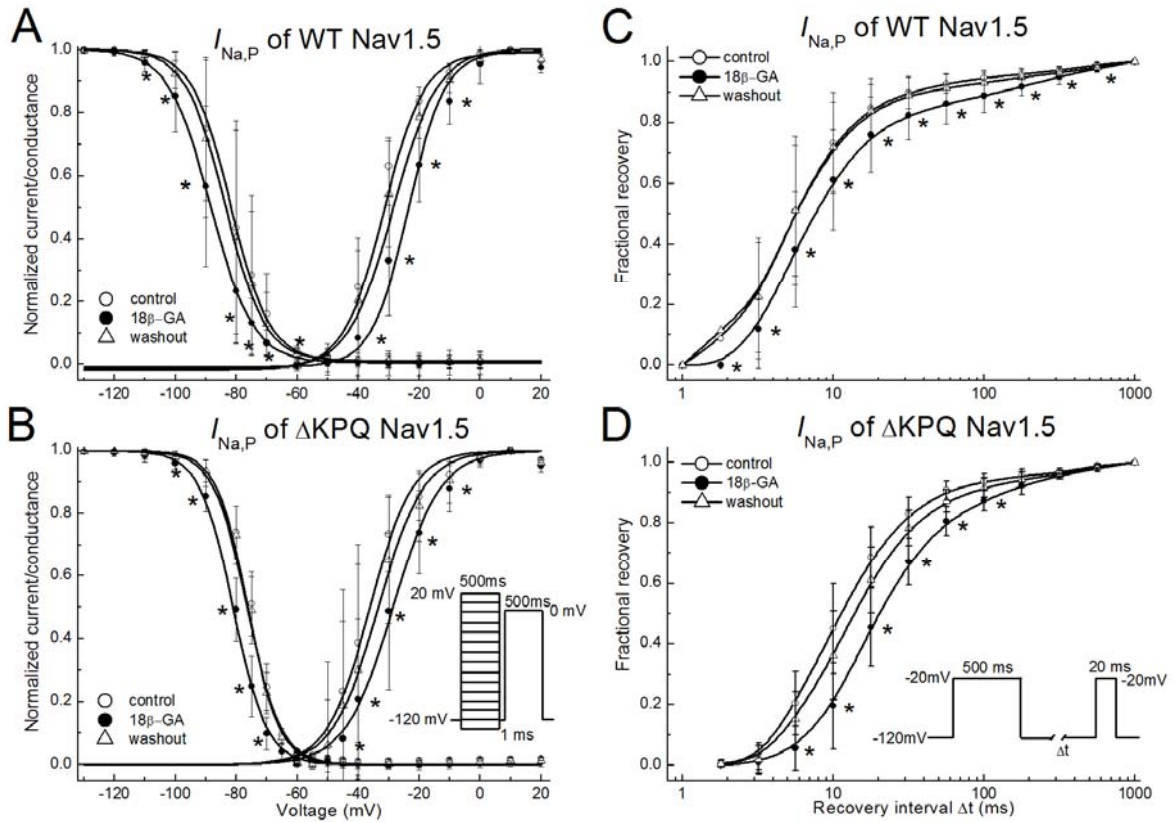 A
I Na,P of WT Nav1.5
1.0
0.8
0.6
0.4
0.2
0.0
Normalized current/conductance
control
18β-GA
washout
* * * * * * * * * * * *
-120 -100 -80 -60 -40 -20 0 20
B
I Na,P of ΔKPQ Nav1.5
1.0
0.8
0.6
0.4
0.2
0.0
Normalized current/conductance
control
18β-GA
washout
* * * * * * * * * * *
500ms
20 mV
500ms
0 mV
-120 mV
1 ms
-120 -100 -80 -60 -40 -20 0 20
Voltage (mV)
C
I Na,P of WT Nav1.5
1.0
0.8
0.6
0.4
0.2
0.0
Fractional recovery
control
18β-GA
washout
* * * * * * * * * * *
1 10 100 1000
D
I Na,P of ΔKPQ Nav1.5
1.0
0.8
0.6
0.4
0.2
0.0
Fractional recovery
control
18β-GA
washout
* * * * * *
500 ms
20 ms
-20mV
-20mV
-120mV
Δt
1 10 100 1000
Recovery interval Δt (ms)